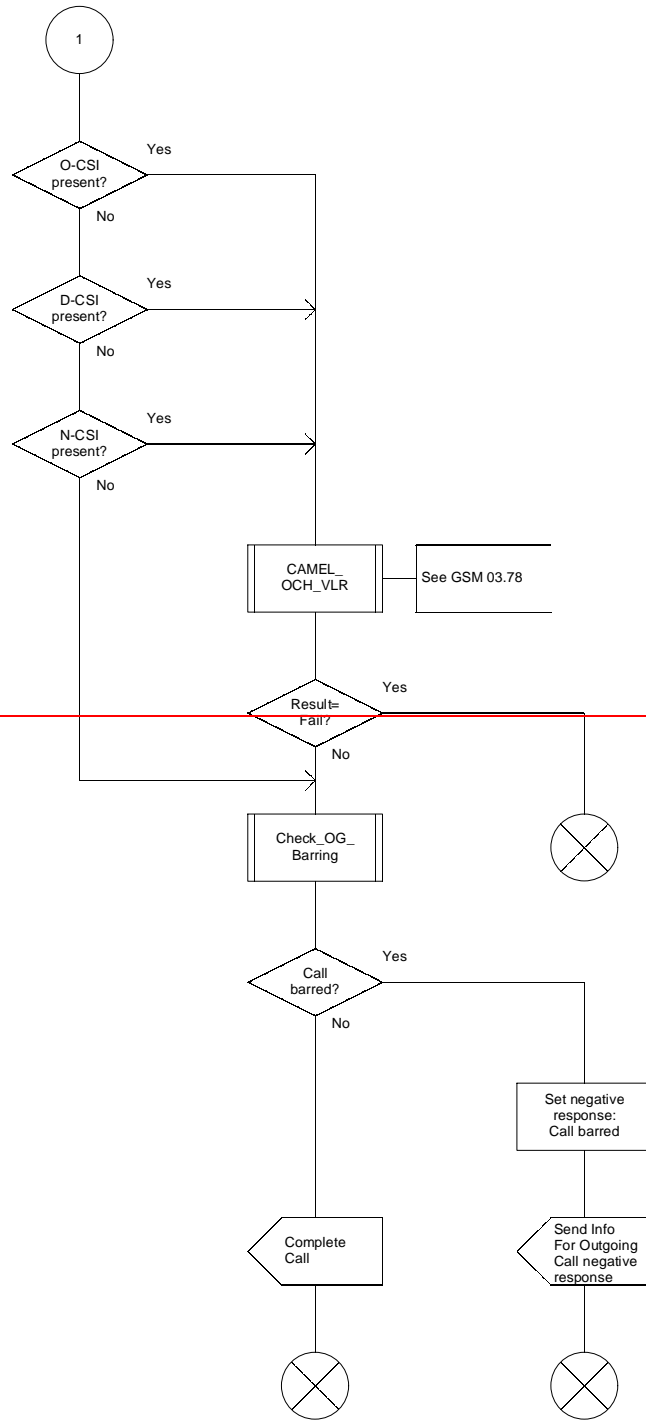 1
O-CSI
present?
Yes
No
D-CSI
present?
Yes
No
N-CSI
present?
Yes
No
CAMEL_
OCH_VLR
See GSM 03.78
Result=
Fail?
Yes
No
Check_OG_
Barring
Call
barred?
Yes
No
Set negative
response:
Call barred
Complete
Call
Send Info
For Outgoing
Call negative
response